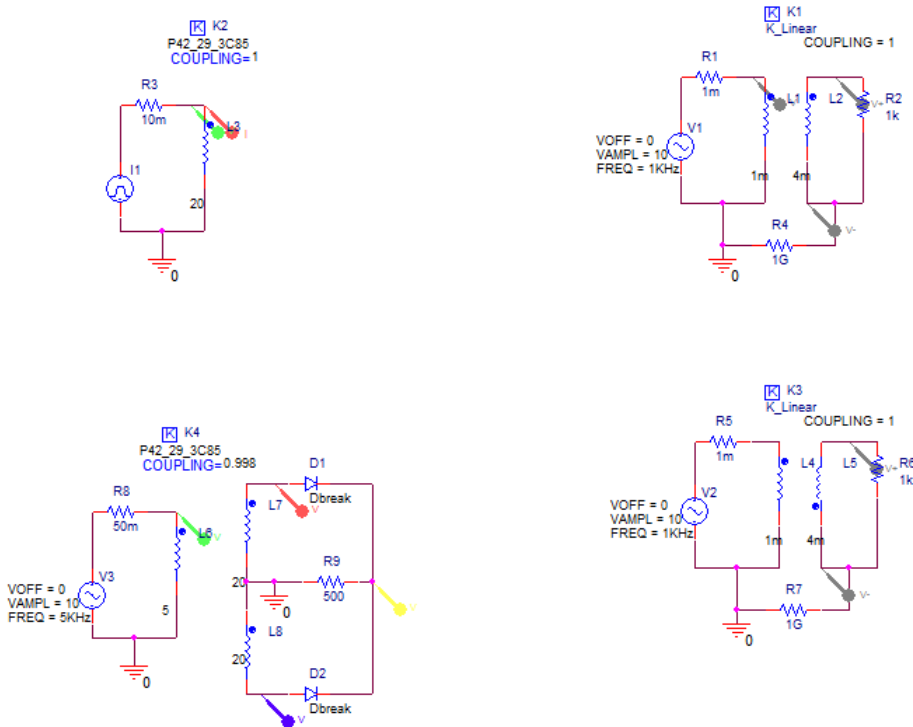 K K2
P42_29_3C85
COUPLING= 1
R3
10m
L3
I
I1
20
0
K K1
K_Linear
COUPLING = 1
R1
1m
L1
L2
R2
V+
1k
V1
VOFF = 0
VAMPL = 10
FREQ = 1KHz
1m
4m
R4
V-
1G
0
K K4
P42_29_3C85
COUPLING= 0.998
R8
50m
L6
V
V3
VOFF = 0
VAMPL = 10
FREQ = 5KHz
5
0
D1
Dbreak
L7
V
R9
20
500
0
V
L8
20
D2
Dbreak
V
K K3
K_Linear
COUPLING = 1
R5
1m
L4
L5
R6
V+
1k
V2
VOFF = 0
VAMPL = 10
FREQ = 1KHz
1m
4m
R7
V-
1G
0